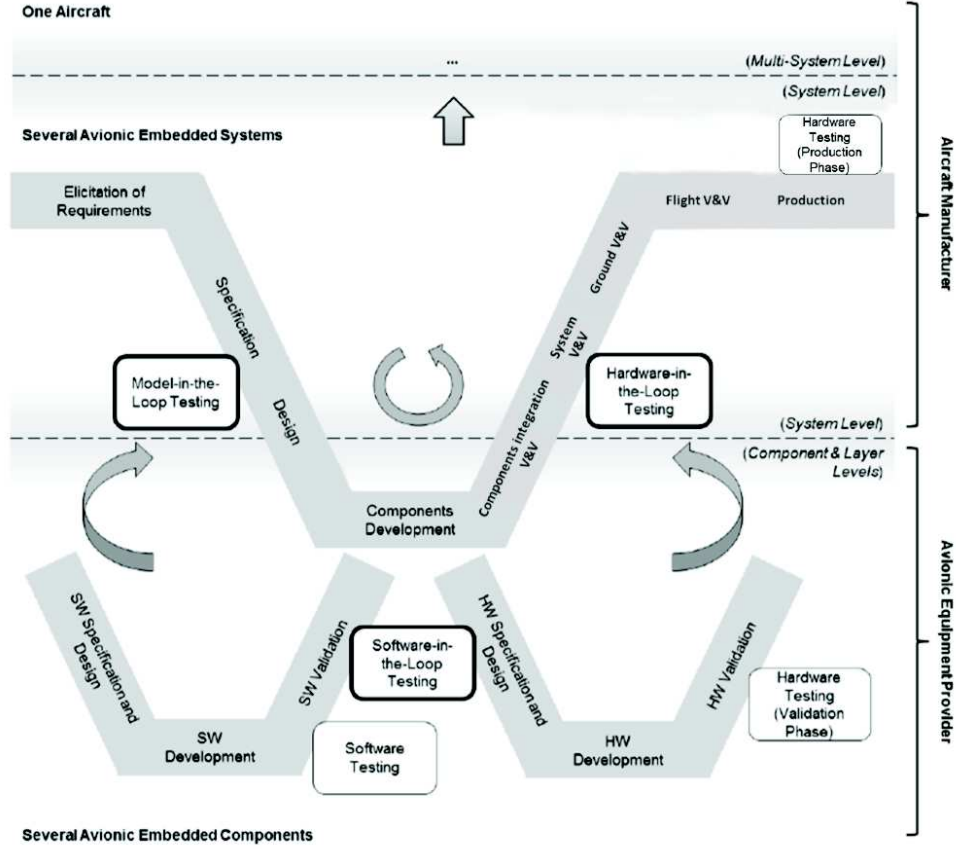 One Aircraft
...
(Multi-System Level)
(System Level)
Several Avionic Embedded Systems
Hardware
Testing
(Production
Phase)
Elicitation of
Requirements
Flight V&V
Production
Aircraft Manufacturer
Specification
Ground V&V
System
V&V
Model-in-the-
Loop Testing
Hardware-in-
the-Loop
Testing
Design
Components integration
V&V
(System Level)
(Component & Layer
Levels)
Components
Development
SW Specification and
Design
SW Validation
Software-in-
the-Loop
Testing
HW Specification and
Design
HW Validation
Hardware
Testing
(Validation
Phase)
Avionic Equipment Provider
SW
Development
Software
Testing
HW
Development
Several Avionic Embedded Components